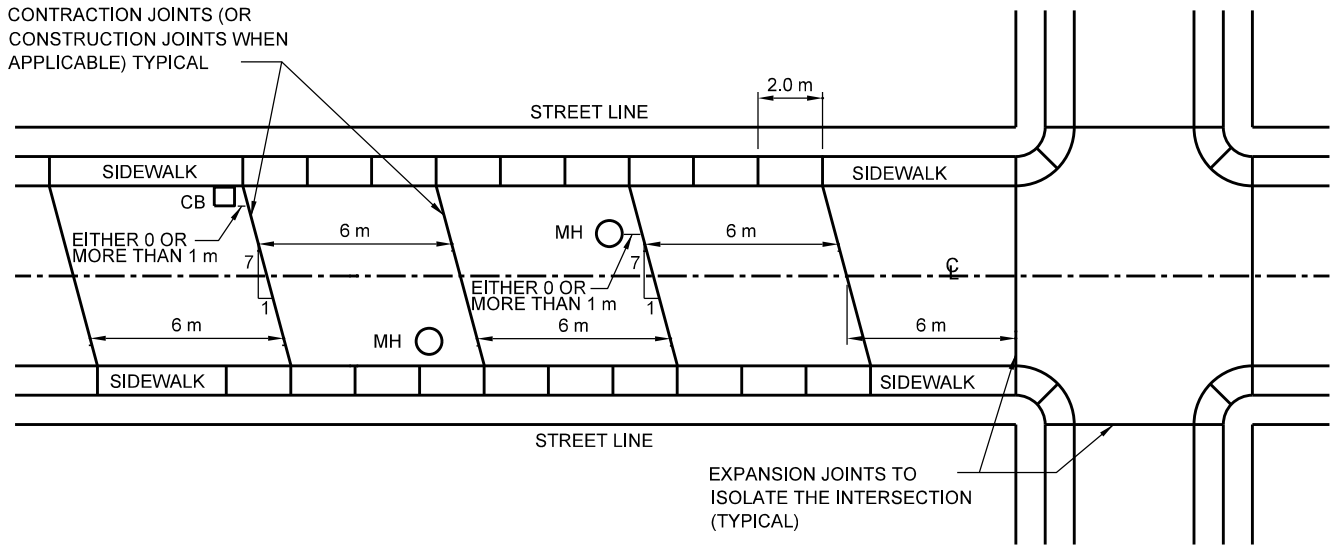 CONTRACTION JOINTS (OR
CONSTRUCTION JOINTS WHEN
APPLICABLE) TYPICAL
2.0 m
STREET LINE
SIDEWALK
SIDEWALK
CB
EITHER 0 OR
MORE THAN 1 m
6 m
MH
6 m
7
1
EITHER 0 OR
MORE THAN 1 m
7
1
℄
6 m
MH
6 m
6 m
SIDEWALK
SIDEWALK
STREET LINE
EXPANSION JOINTS TO
ISOLATE THE INTERSECTION
(TYPICAL)